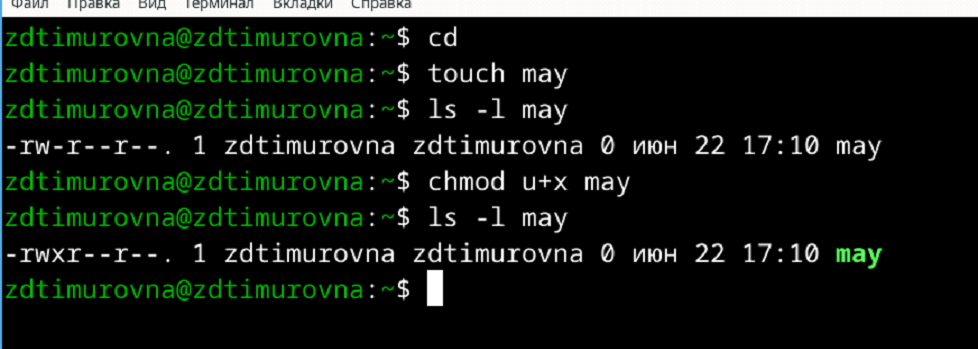 Файл Правка Вид Терминал Вкладки Справка
zdtimurovna@zdtimurovna:~$ cd
zdtimurovna@zdtimurovna:~$ touch may
zdtimurovna@zdtimurovna:~$ ls -l may
-rw-r--r--. 1 zdtimurovna zdtimurovna 0 июн 22 17:10 may
zdtimurovna@zdtimurovna:~$ chmod u+x may
zdtimurovna@zdtimurovna:~$ ls -l may
-rwxr--r--. 1 zdtimurovna zdtimurovna 0 июн 22 17:10 may
zdtimurovna@zdtimurovna:~$